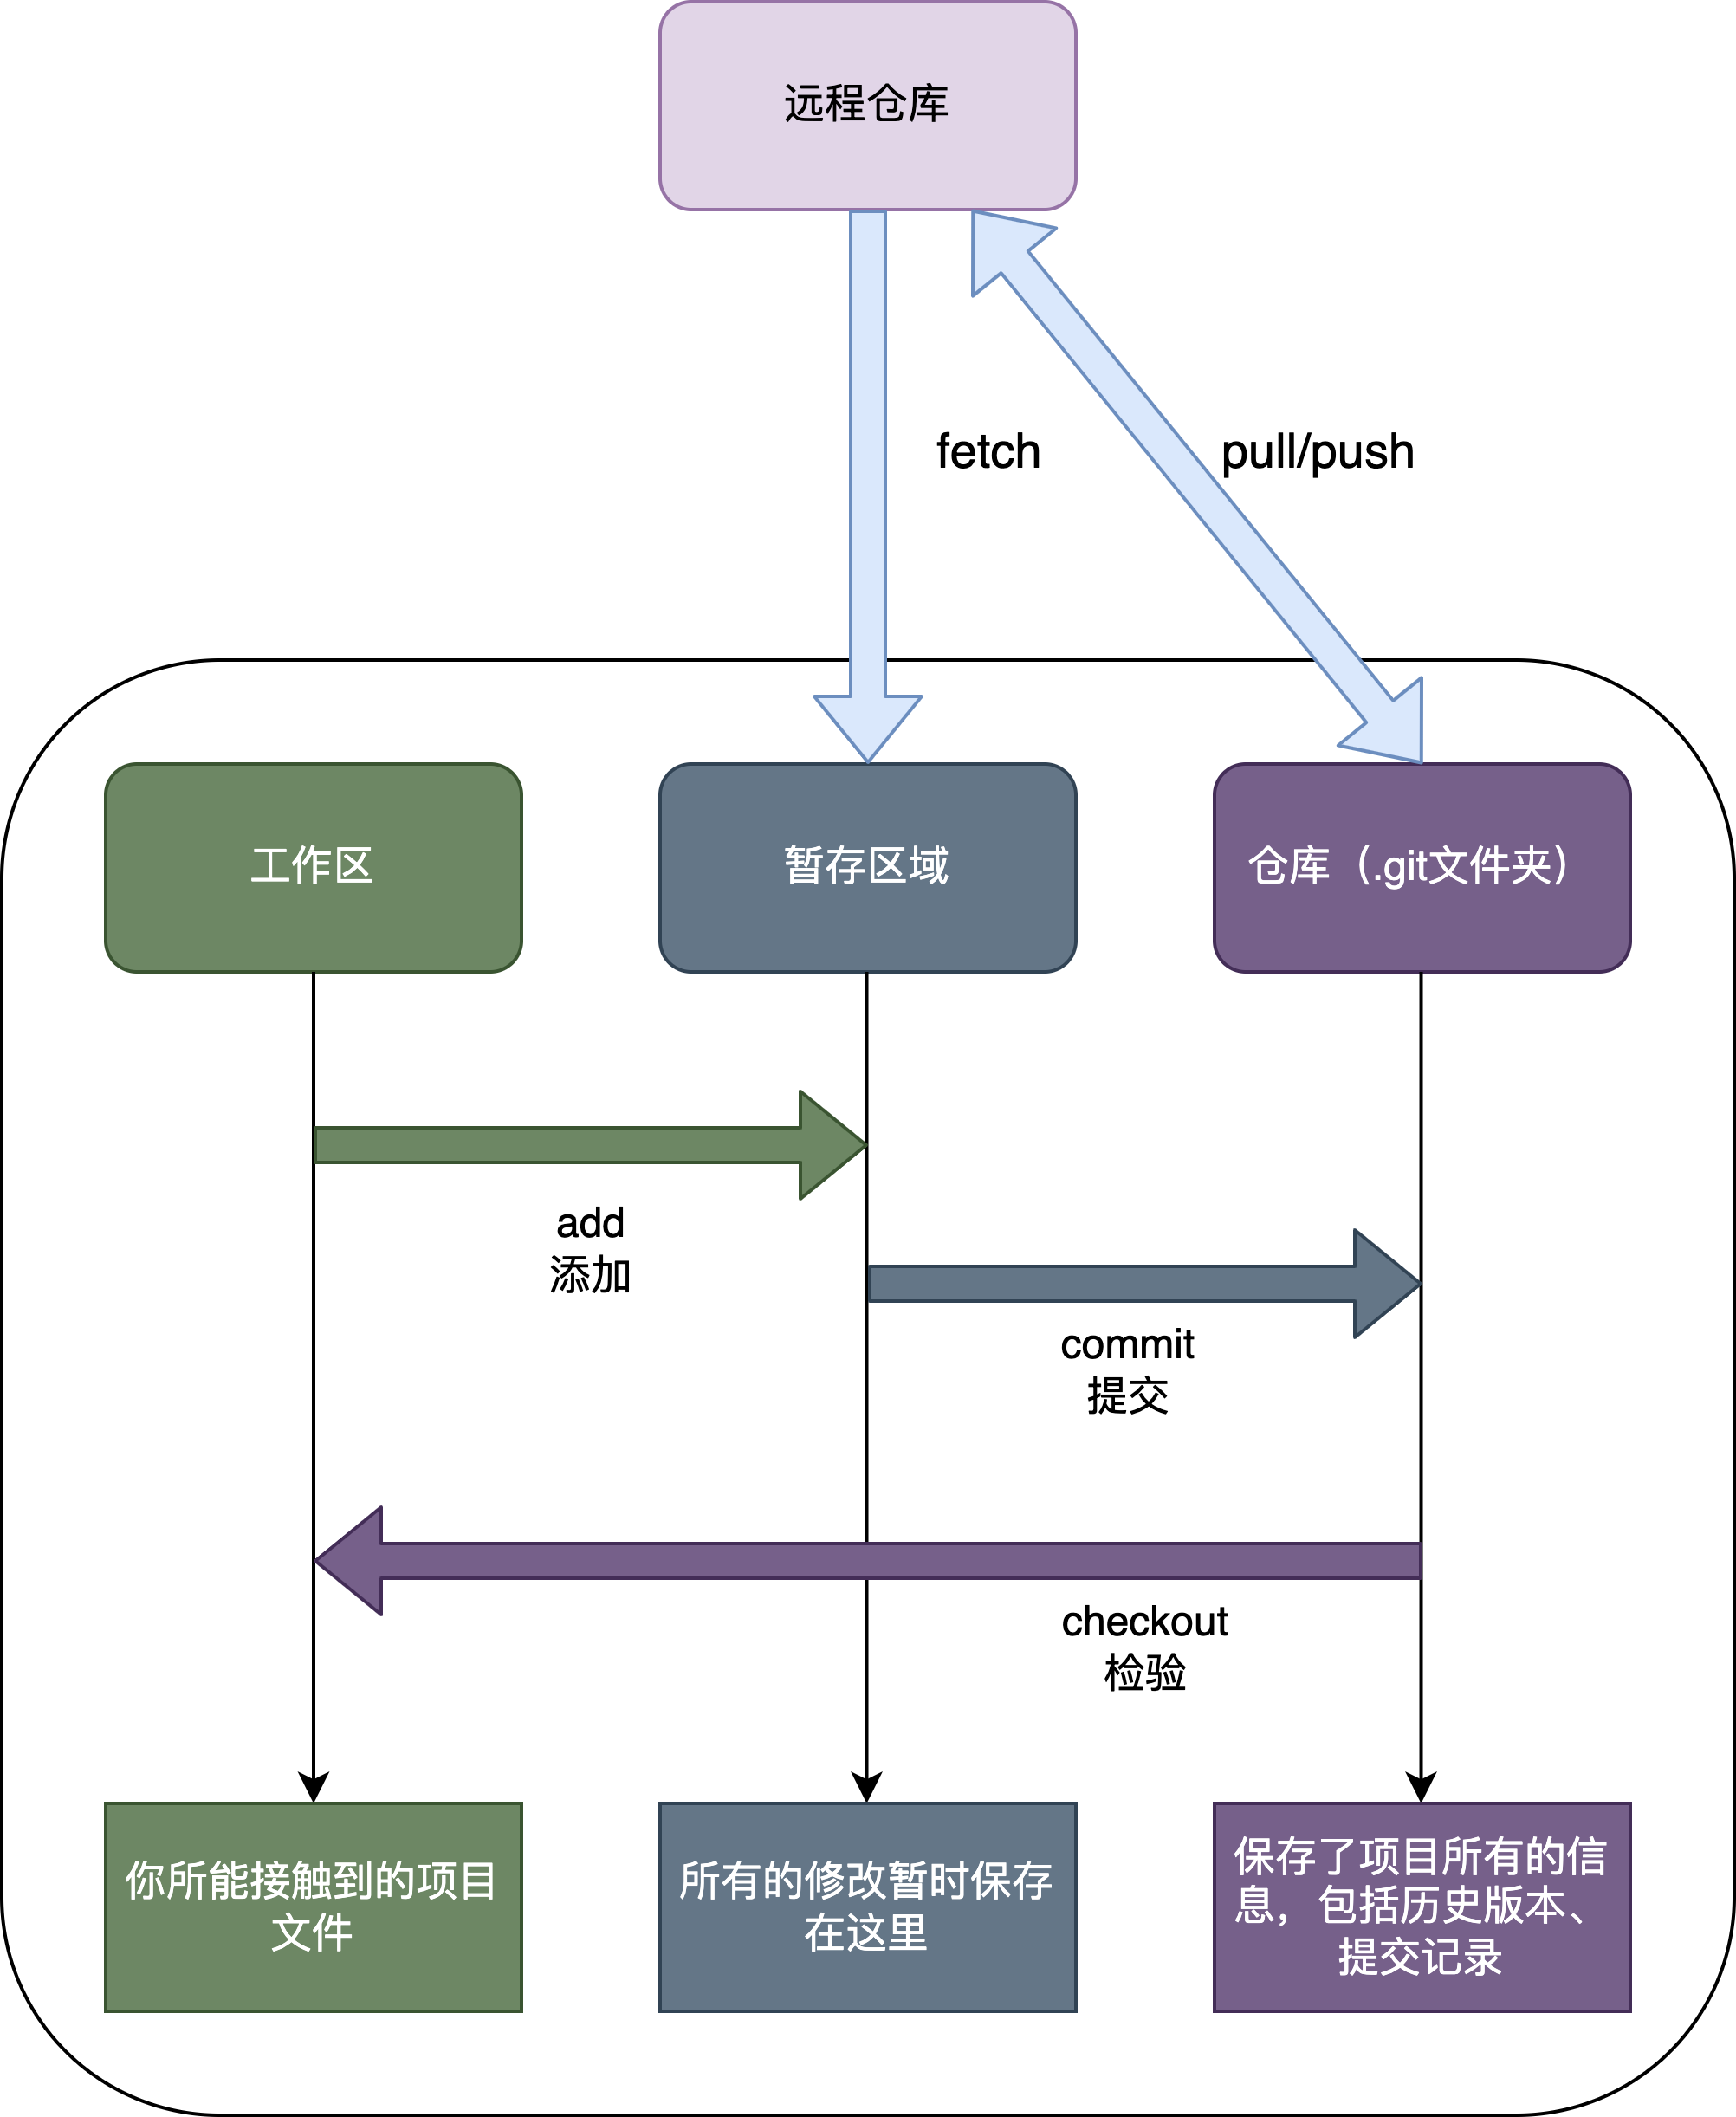 远程仓库
fetch
pull/push
工作区
暂存区域
仓库（.git文件夹）
add
添加
commit
提交
checkout
检验
你所能接触到的项目
文件
所有的修改暂时保存
在这里
保存了项目所有的信
息，包括历史版本、
提交记录